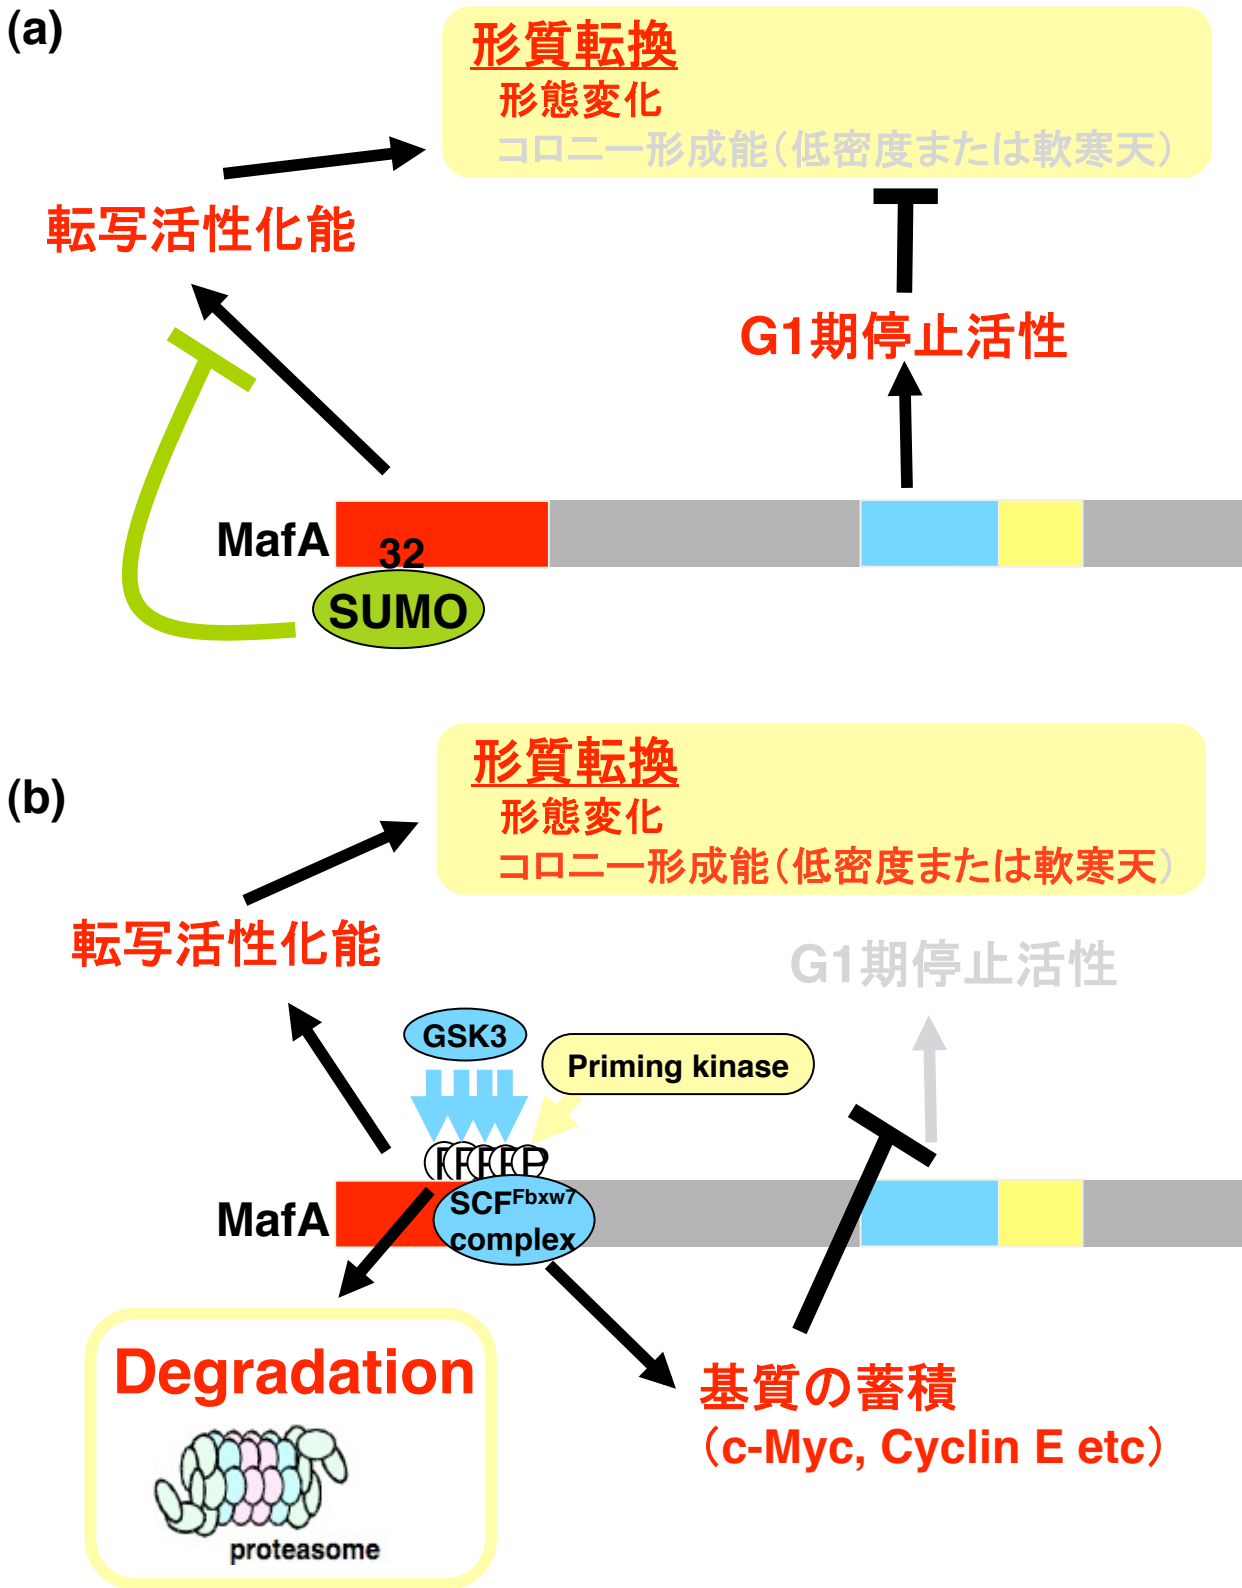 (a)
形質転換
形態変化
コロニー形成能（低密度または軟寒天）
転写活性化能
G1期停止活性
MafA
32
SUMO
(b)
形質転換
形態変化
コロニー形成能（低密度または軟寒天）
転写活性化能
G1期停止活性
GSK3
Priming kinase
P P P P P
MafA
SCFFbxw7
complex
Degradation
基質の蓄積
（c-Myc, Cyclin E etc）
proteasome